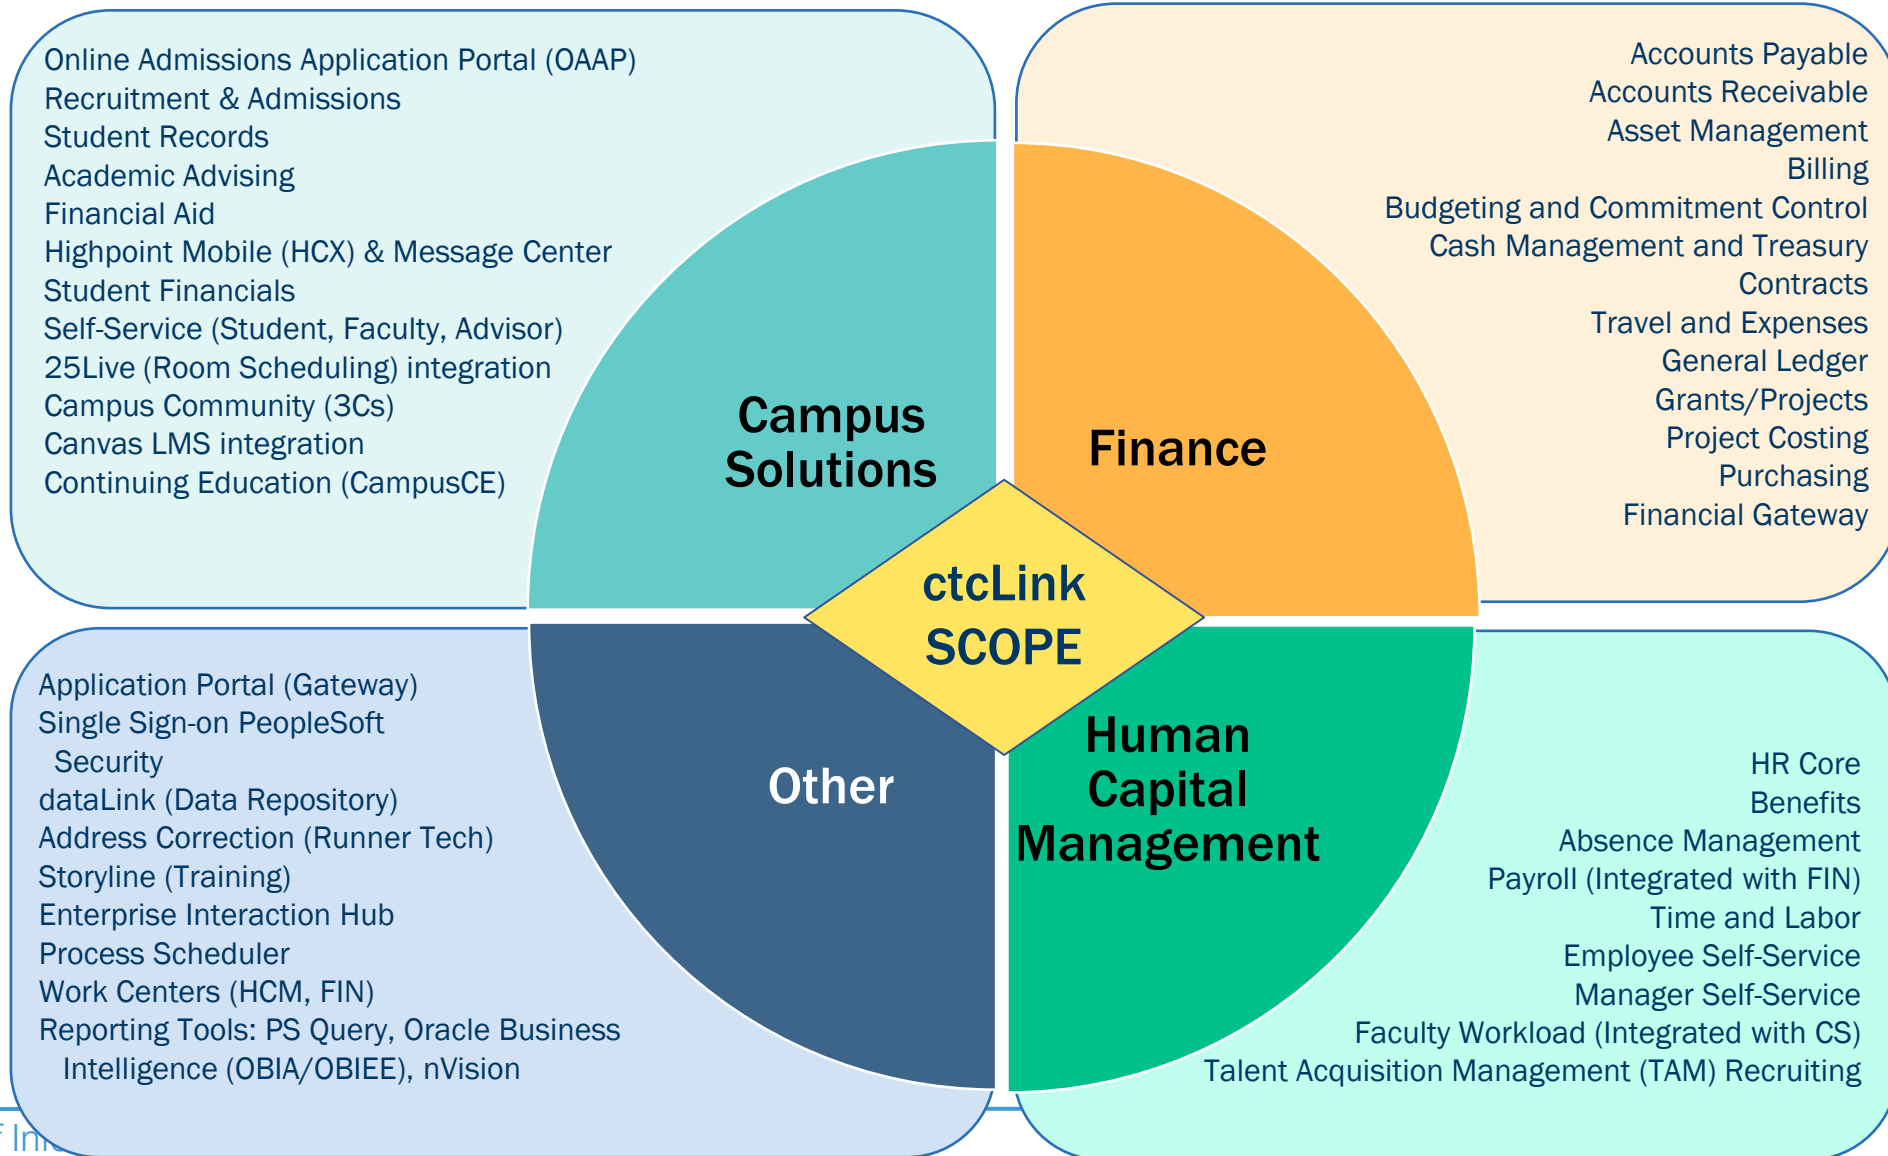 Online Admissions Application Portal (OAAP)
Recruitment & Admissions
Student Records
Academic Advising
Financial Aid
Highpoint Mobile (HCX) & Message Center
Student Financials
Self-Service (Student, Faculty, Advisor)
25Live (Room Scheduling) integration
Campus Community (3Cs)
Canvas LMS integration
Continuing Education (CampusCE)
Campus
Solutions
Accounts Payable
Accounts Receivable
Asset Management
Billing
Budgeting and Commitment Control
Cash Management and Treasury
Contracts
Travel and Expenses
General Ledger
Grants/Projects
Project Costing
Purchasing
Financial Gateway
Finance
ctcLink
SCOPE
Application Portal (Gateway)
Single Sign-on PeopleSoft
Security
dataLink (Data Repository)
Address Correction (Runner Tech)
Storyline (Training)
Enterprise Interaction Hub
Process Scheduler
Work Centers (HCM, FIN)
Reporting Tools: PS Query, Oracle Business
Intelligence (OBIA/OBIEE), nVision
Other
Human
Capital
Management
HR Core
Benefits
Absence Management
Payroll (Integrated with FIN)
Time and Labor
Employee Self-Service
Manager Self-Service
Faculty Workload (Integrated with CS)
Talent Acquisition Management (TAM) Recruiting